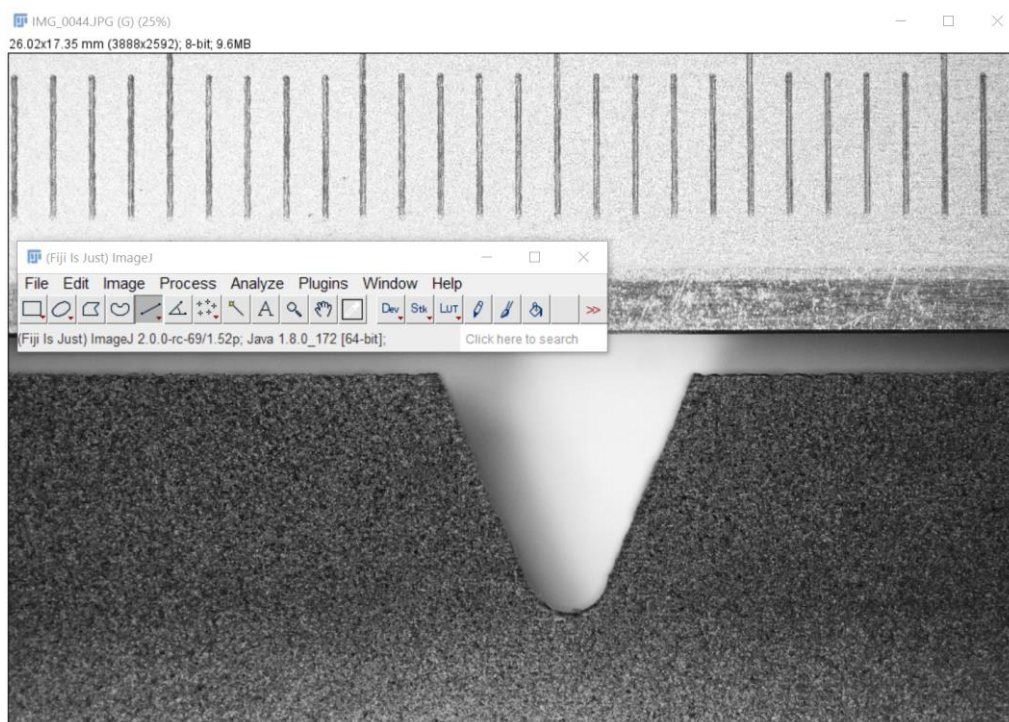 IMG_0044.JPG (G) (25%)
26.02x17.35 mm (3888x2592); 8-bit; 9.6MB
(Fiji Is Just) ImageJ
File Edit Image Process Analyze Plugins Window Help
A Dev Stk LUT >>
(Fiji Is Just) ImageJ 2.0.0-rc-69/1.52p; Java 1.8.0_172 [64-bit]; Click here to search